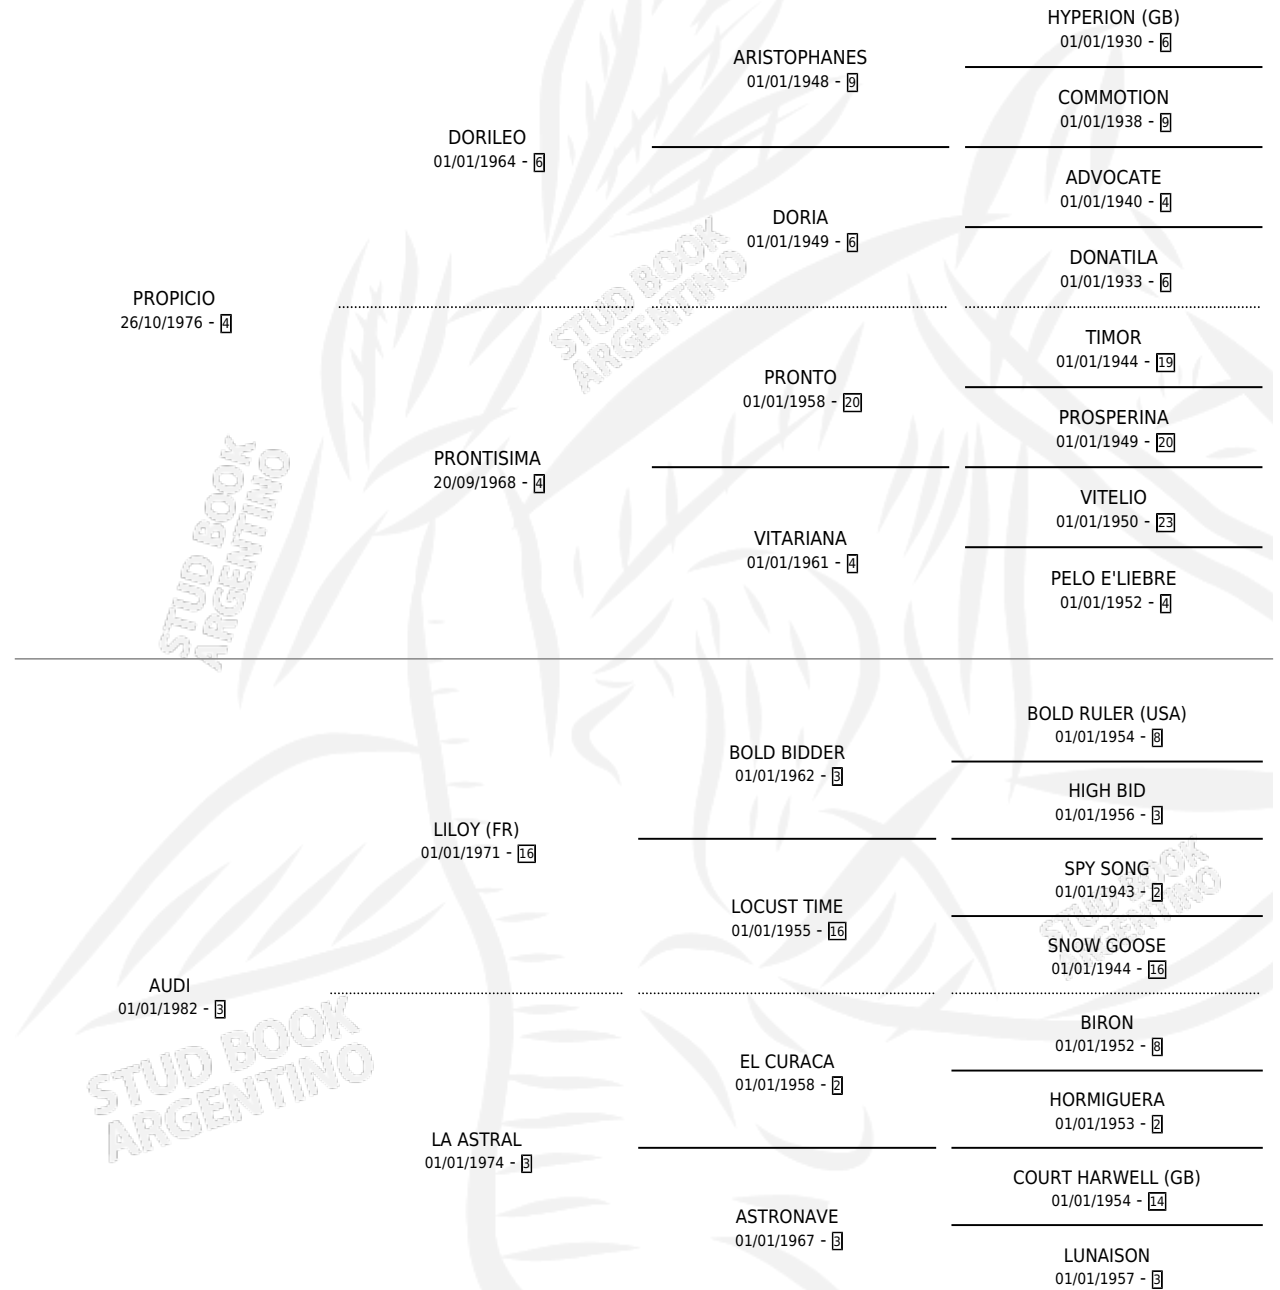 HYPERION (GB)
01/01/1930 - 6
ARISTOPHANES
01/01/1948 - 9
COMMOTION
01/01/1938 - 9
DORILEO
01/01/1964 - 6
ADVOCATE
01/01/1940 - 4
DORIA
01/01/1949 - 6
DONATILA
01/01/1933 - 6
PROPICIO
26/10/1976 - 4
TIMOR
01/01/1944 - 19
PRONTO
01/01/1958 - 20
PROSPERINA
01/01/1949 - 20
PRONTISIMA
20/09/1968 - 4
VITELIO
01/01/1950 - 23
VITARIANA
01/01/1961 - 4
PELO E'LIEBRE
01/01/1952 - 4
STUD BOOK
ARGENTINO
STUD BOOK
ARGENTINO
BOLD RULER (USA)
01/01/1954 - 8
BOLD BIDDER
01/01/1962 - 3
HIGH BID
01/01/1956 - 3
LILOY (FR)
01/01/1971 - 16
SPY SONG
01/01/1943 - 2
LOCUST TIME
01/01/1955 - 16
SNOW GOOSE
01/01/1944 - 16
AUDI
01/01/1982 - 3
BIRON
01/01/1952 - 8
EL CURACA
01/01/1958 - 2
HORMIGUERA
01/01/1953 - 2
LA ASTRAL
01/01/1974 - 3
COURT HARWELL (GB)
01/01/1954 - 14
ASTRONAVE
01/01/1967 - 3
LUNAISON
01/01/1957 - 3
STUD BOOK
ARGENTINO
STUD BOOK
ARGENTINO